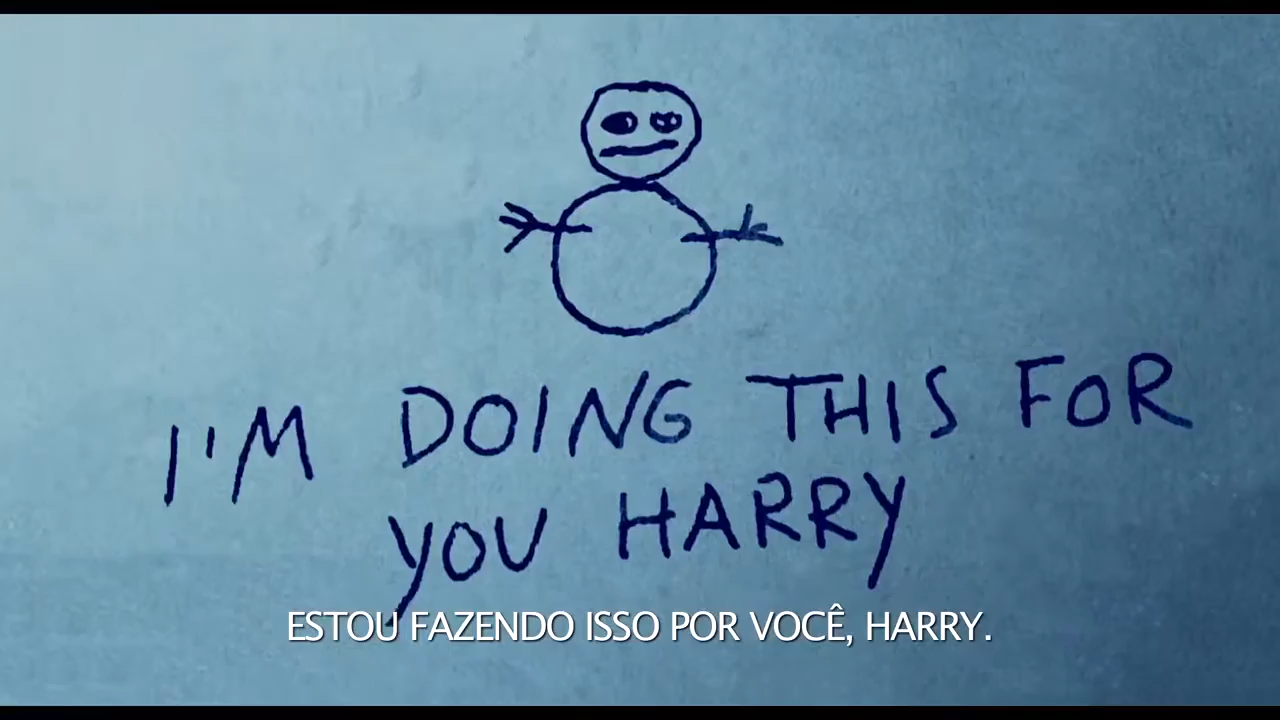 I'M DOING THIS FOR
YOU HARRY
ESTOU FAZENDO ISSO POR VOCÊ, HARRY.